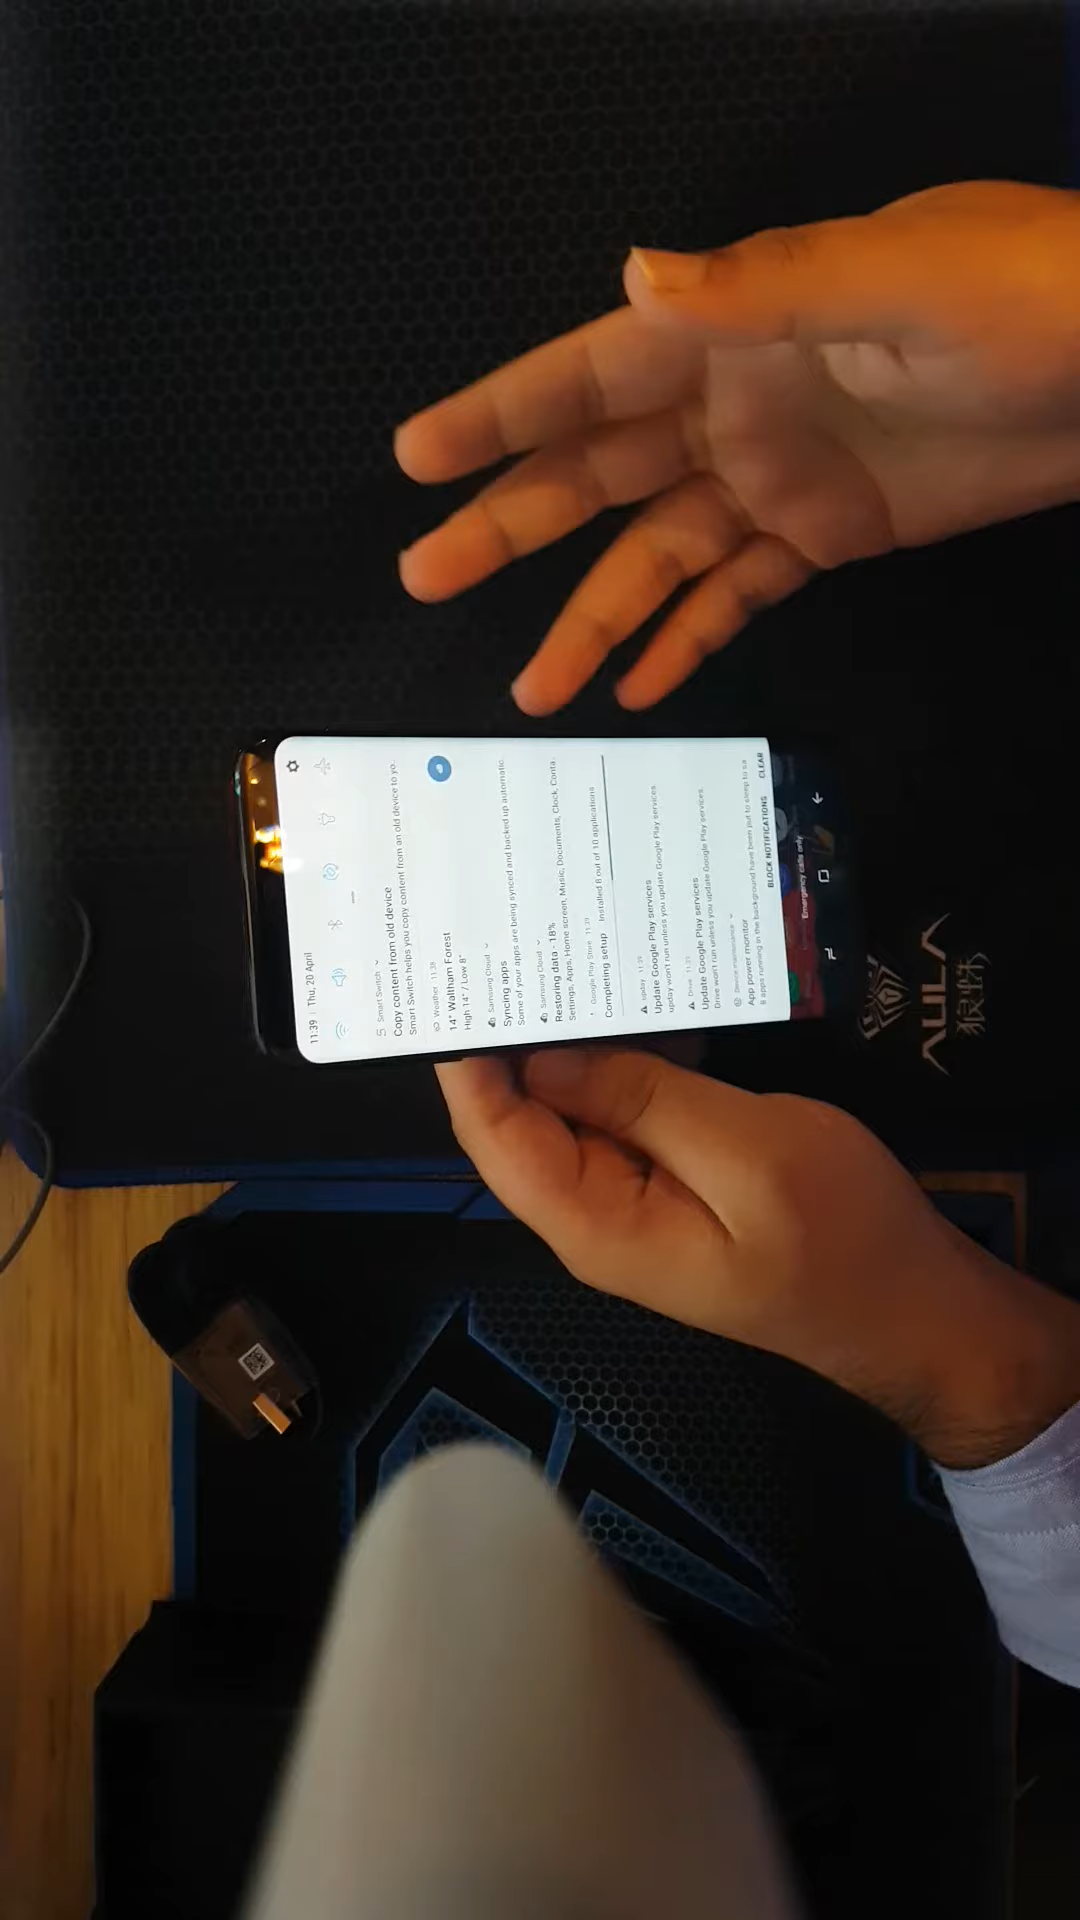 11:39 | Thu, 20 April
Smart Switch
Copy content from old device
Smart Switch helps you copy content from an old device to yo..
Weather 11:39
14° Waltham Forest
High 14° / Low 8°
Samsung Cloud
Syncing apps
Some of your apps are being synced and backed up automatic..
Samsung Cloud
Restoring data - 18%
Settings, Apps, Home screen, Music, Documents, Clock, Conta..
Google Play Store 11:39
Completing setup Installed 8 out of 10 applications
upday 11:39
Update Google Play services
upday won't run unless you update Google Play services.
Drive 11:39
Update Google Play services
Drive won't run unless you update Google Play services.
Device maintenance
App power monitor
8 apps running in the background have been put to sleep to sa
BLOCK NOTIFICATIONS CLEAR
Emergency calls only
AULA
狼蛛